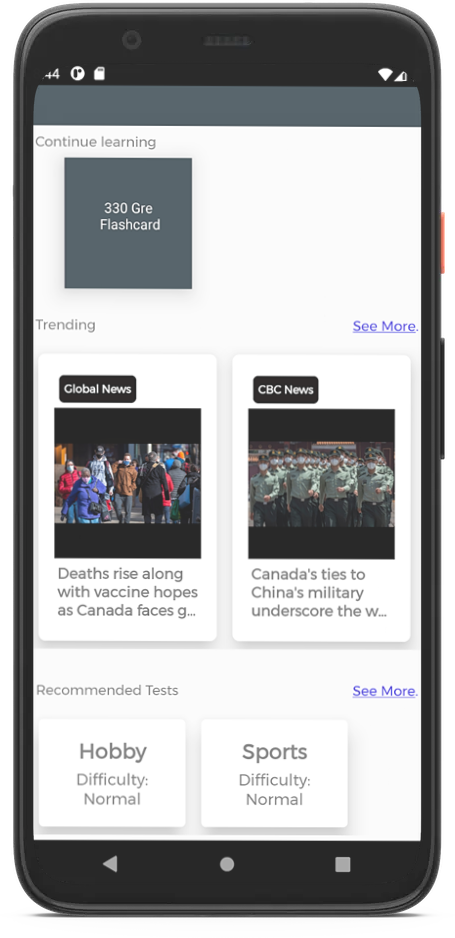 :44
Continue learning
330 Gre
Flashcard
Trending
See More.
Global News
CBC News
Deaths rise along
with vaccine hopes
as Canada faces g...
Canada's ties to
China's military
underscore the w...
Recommended Tests
See More.
Hobby
Difficulty:
Normal
Sports
Difficulty:
Normal